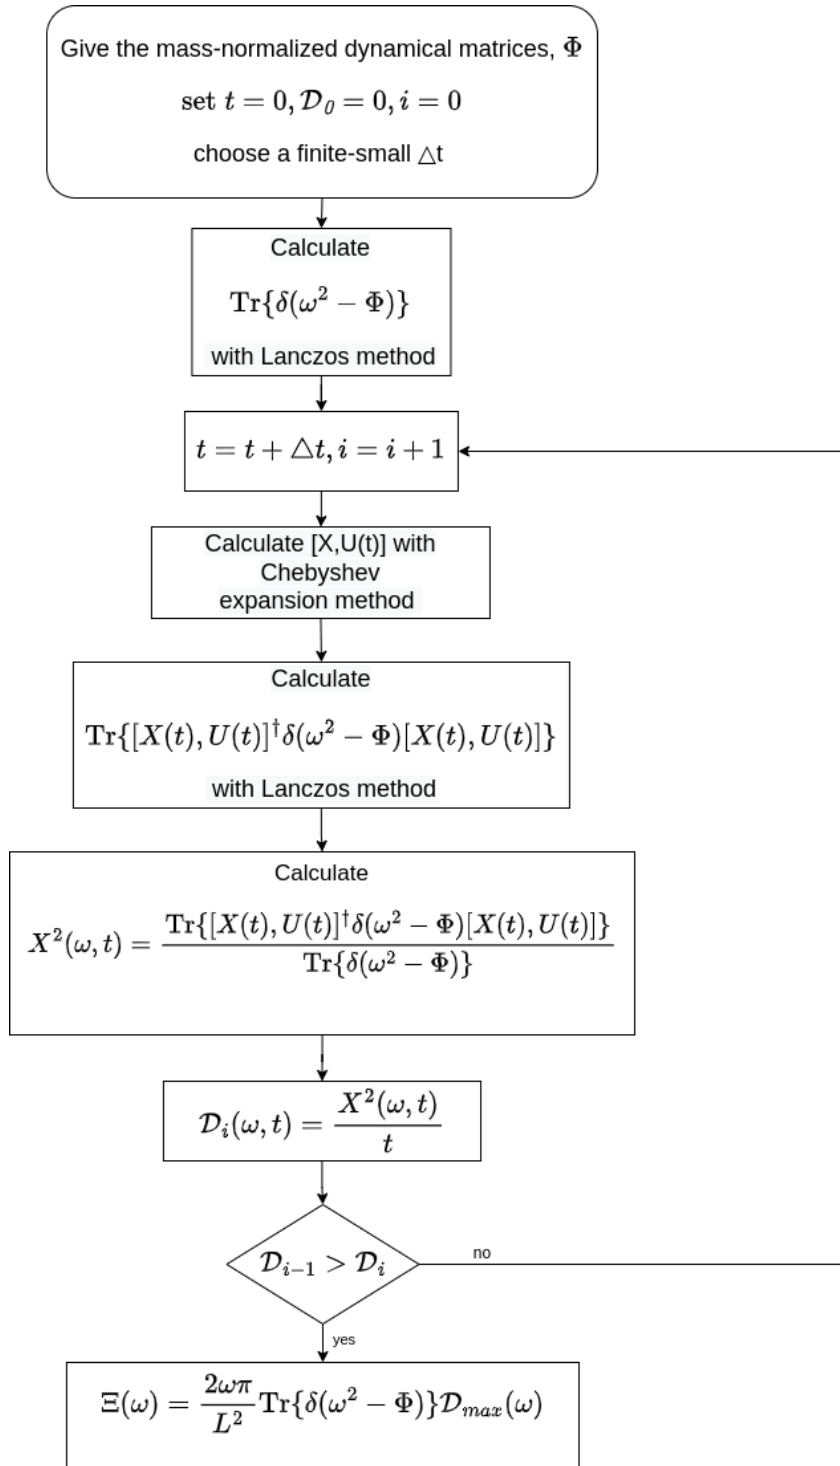 Give the mass-normalized dynamical matrices, Φ
set t = 0, 𝒟₀ = 0, i = 0
choose a finite-small △t
Calculate
Tr{δ(ω² − Φ)}
with Lanczos method
t = t + △t, i = i + 1
Calculate [X,U(t)] with
Chebyshev
expansion method
Calculate
Tr{[X(t), U(t)]†δ(ω² − Φ)[X(t), U(t)]}
with Lanczos method
Calculate
X²(ω, t) = Tr{[X(t), U(t)]†δ(ω² − Φ)[X(t), U(t)]} / Tr{δ(ω² − Φ)}
𝒟ᵢ(ω, t) = X²(ω, t) / t
𝒟ᵢ₋₁ > 𝒟ᵢ
no
yes
Ξ(ω) = 2ωπ / L² Tr{δ(ω² − Φ)}𝒟max(ω)